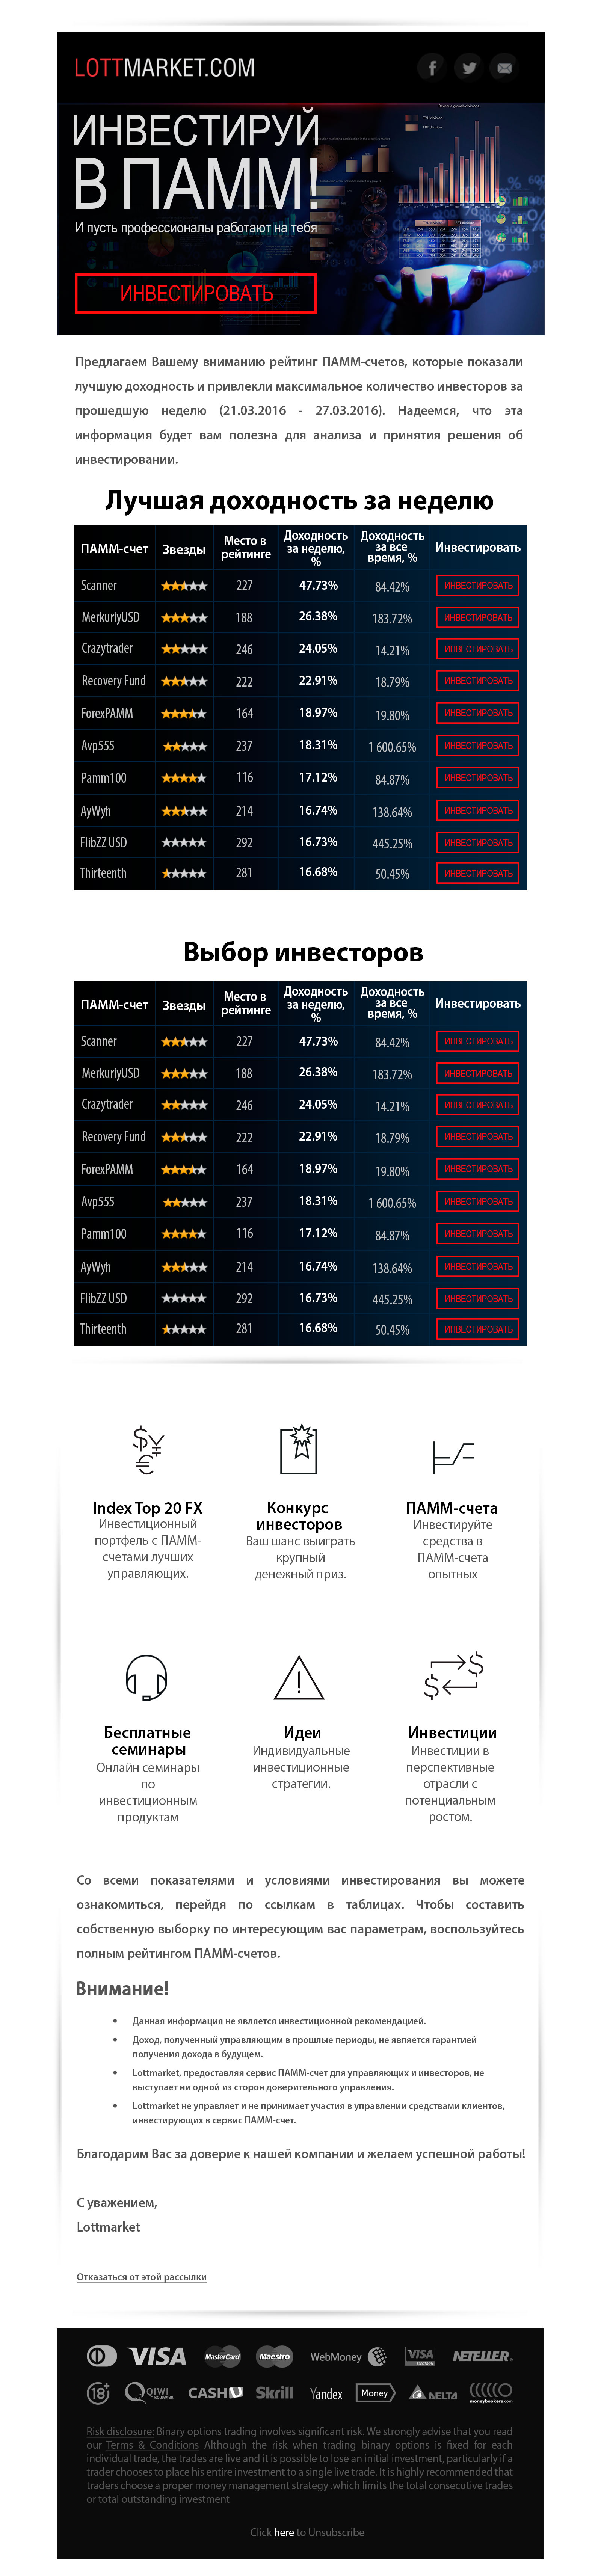 LOTTMARKET.COM
ИНВЕСТИРУЙ
В ПАММ!
И пусть профессионалы работают на тебя
ИНВЕСТИРОВАТЬ
Предлагаем Вашему вниманию рейтинг ПАММ-счетов, которые показали
лучшую доходность и привлекли максимальное количество инвесторов за
прошедшую неделю (21.03.2016 - 27.03.2016). Надеемся, что эта
информация будет вам полезна для анализа и принятия решения об
инвестировании.
Лучшая доходность за неделю
ПАММ-счет Звезды Место в рейтинге Доходность за неделю, % Доходность за все время, % Инвестировать
Scanner 227 47.73% 84.42% ИНВЕСТИРОВАТЬ
MerkuriyUSD 188 26.38% 183.72% ИНВЕСТИРОВАТЬ
Crazytrader 246 24.05% 14.21% ИНВЕСТИРОВАТЬ
Recovery Fund 222 22.91% 18.79% ИНВЕСТИРОВАТЬ
ForexPAMM 164 18.97% 19.80% ИНВЕСТИРОВАТЬ
Avp555 237 18.31% 1 600.65% ИНВЕСТИРОВАТЬ
Pamm100 116 17.12% 84.87% ИНВЕСТИРОВАТЬ
AyWyh 214 16.74% 138.64% ИНВЕСТИРОВАТЬ
FlibZZ USD 292 16.73% 445.25% ИНВЕСТИРОВАТЬ
Thirteenth 281 16.68% 50.45% ИНВЕСТИРОВАТЬ
Выбор инвесторов
ПАММ-счет Звезды Место в рейтинге Доходность за неделю, % Доходность за все время, % Инвестировать
Scanner 227 47.73% 84.42% ИНВЕСТИРОВАТЬ
MerkuriyUSD 188 26.38% 183.72% ИНВЕСТИРОВАТЬ
Crazytrader 246 24.05% 14.21% ИНВЕСТИРОВАТЬ
Recovery Fund 222 22.91% 18.79% ИНВЕСТИРОВАТЬ
ForexPAMM 164 18.97% 19.80% ИНВЕСТИРОВАТЬ
Avp555 237 18.31% 1 600.65% ИНВЕСТИРОВАТЬ
Pamm100 116 17.12% 84.87% ИНВЕСТИРОВАТЬ
AyWyh 214 16.74% 138.64% ИНВЕСТИРОВАТЬ
FlibZZ USD 292 16.73% 445.25% ИНВЕСТИРОВАТЬ
Thirteenth 281 16.68% 50.45% ИНВЕСТИРОВАТЬ
Index Top 20 FX
Инвестиционный
портфель с ПАММ-
счетами лучших
управляющих.
Конкурс
инвесторов
Ваш шанс выиграть
крупный
денежный приз.
ПАММ-счета
Инвестируйте
средства в
ПАММ-счета
опытных
Бесплатные
семинары
Онлайн семинары
по
инвестиционным
продуктам
Идеи
Индивидуальные
инвестиционные
стратегии.
Инвестиции
Инвестиции в
перспективные
отрасли с
потенциальным
ростом.
Со всеми показателями и условиями инвестирования вы можете
ознакомиться, перейдя по ссылкам в таблицах. Чтобы составить
собственную выборку по интересующим вас параметрам, воспользуйтесь
полным рейтингом ПАММ-счетов.
Внимание!
• Данная информация не является инвестиционной рекомендацией.
• Доход, полученный управляющим в прошлые периоды, не является гарантией
получения дохода в будущем.
• Lottmarket, предоставляя сервис ПАММ-счет для управляющих и инвесторов, не
выступает ни одной из сторон доверительного управления.
• Lottmarket не управляет и не принимает участия в управлении средствами клиентов,
инвестирующих в сервис ПАММ-счет.
Благодарим Вас за доверие к нашей компании и желаем успешной работы!
С уважением,
Lottmarket
Отказаться от этой рассылки
VISA MasterCard Maestro WebMoney VISA ELECTRON NETELLER
18+ QIWI CASHU Skrill Yandex Money DELTA moneybookers.com
Risk disclosure: Binary options trading involves significant risk. We strongly advise that you read
our Terms & Conditions Although the risk when trading binary options is fixed for each
individual trade, the trades are live and it is possible to lose an initial investment, particularly if a
trader chooses to place his entire investment to a single live trade. It is highly recommended that
traders choose a proper money management strategy .which limits the total consecutive trades
or total outstanding investment
Click here to Unsubscribe